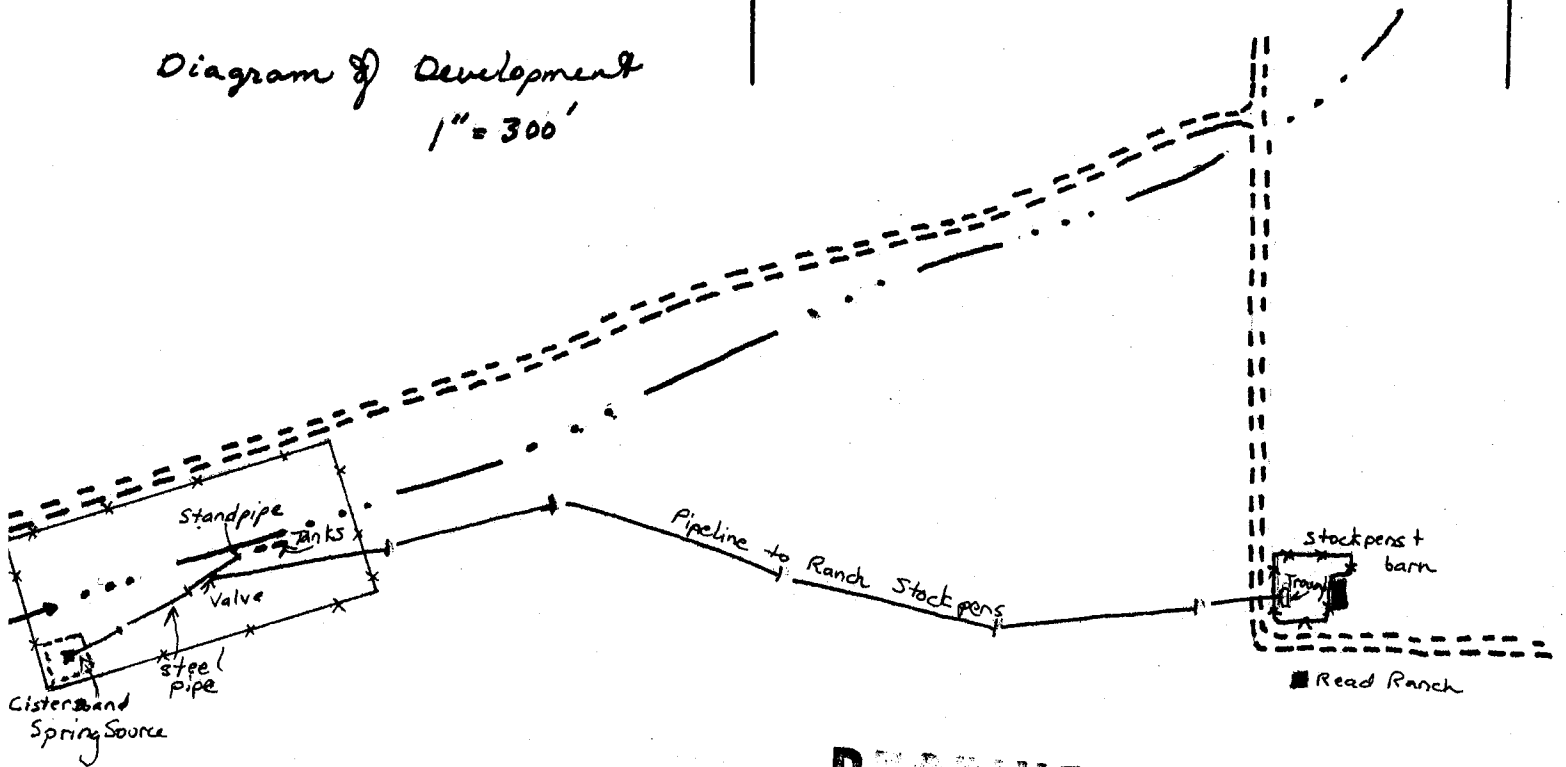 Diagram of Development
1" = 300'
Standpipe
Tanks
Valve
steel
pipe
Cistern and
Spring Source
Pipeline to Ranch Stockpens
Stockpens +
barn
Trough
Read Ranch